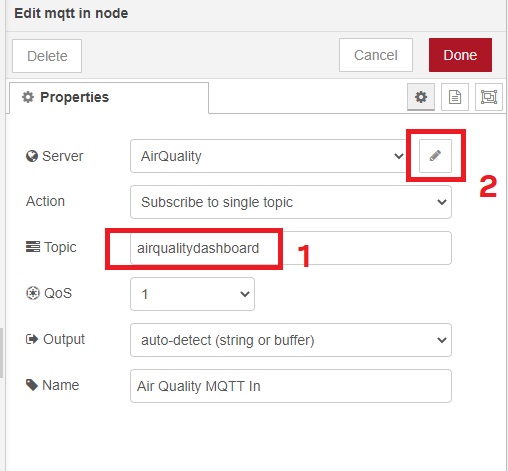 Edit mqtt in node
Delete Cancel Done
Properties
Server AirQuality 2
Action Subscribe to single topic
Topic airqualitydashboard 1
QoS 1
Output auto-detect (string or buffer)
Name Air Quality MQTT In